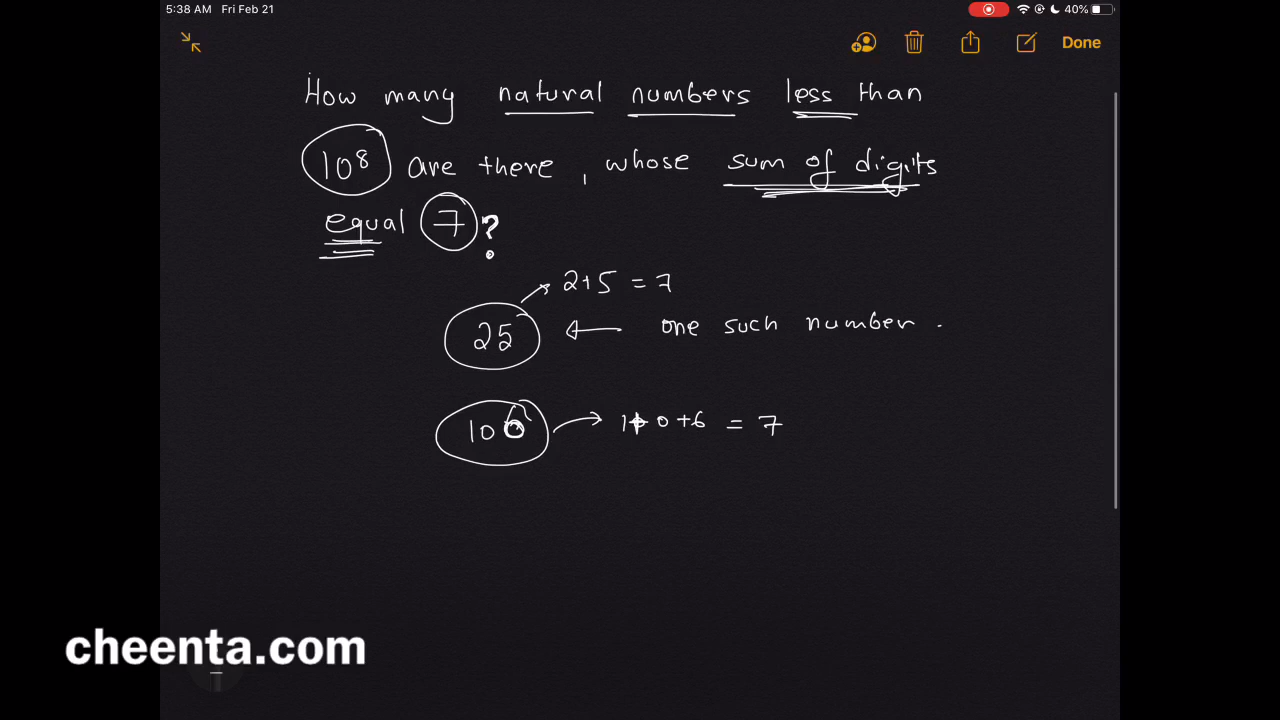 5:38 AM Fri Feb 21
40%
Done
How many natural numbers less than
10⁸ are there, whose sum of digits
equal 7?
2+5 = 7
25 one such number.
106 1+0+6 = 7
cheenta.com